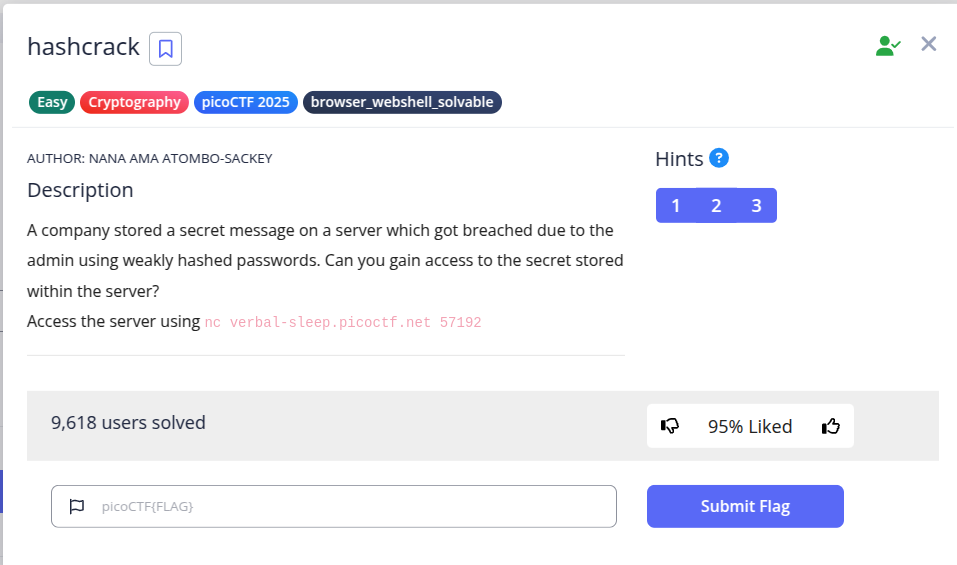 hashcrack
Easy Cryptography picoCTF 2025 browser_webshell_solvable
AUTHOR: NANA AMA ATOMBO-SACKEY
Description
A company stored a secret message on a server which got breached due to the
admin using weakly hashed passwords. Can you gain access to the secret stored
within the server?
Access the server using nc verbal-sleep.picoctf.net 57192
Hints ?
1 2 3
9,618 users solved
95% Liked
picoCTF{FLAG}
Submit Flag